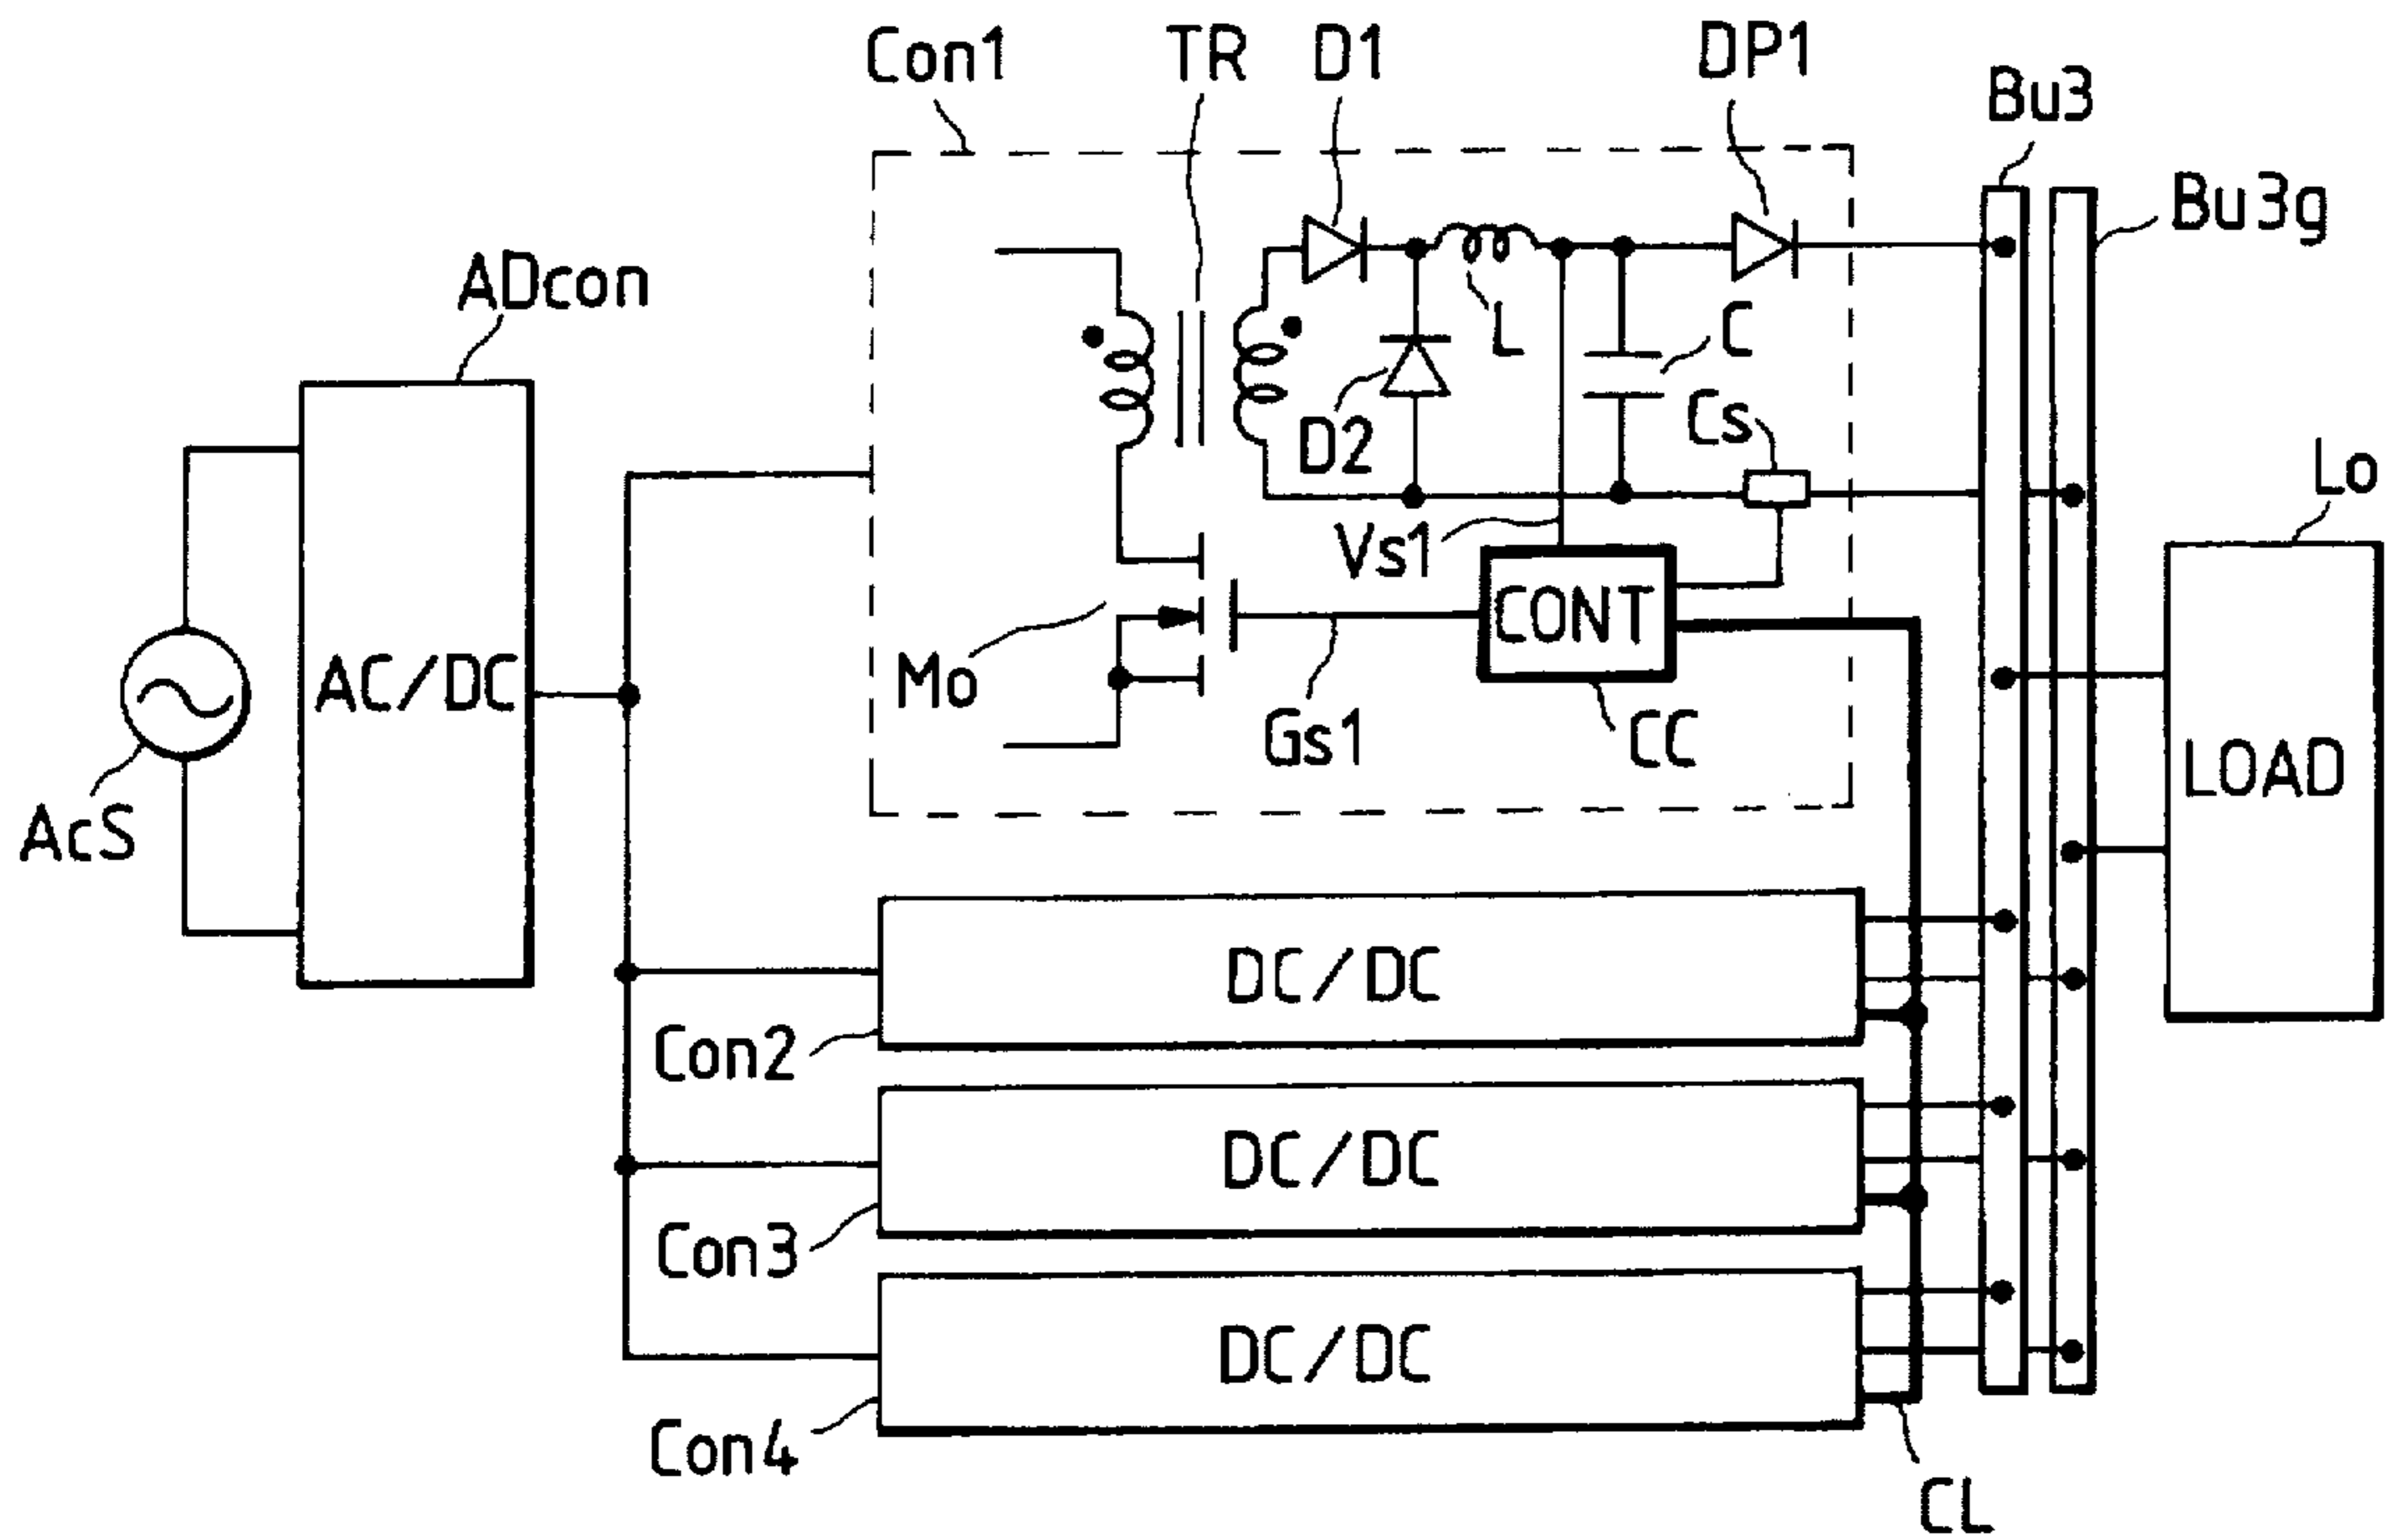 Con1
TR
D1
DP1
Bu3
Bu3g
ADcon
L
C
Cs
D2
Lo
Vs1
CONT
AC/DC
Mo
Gs1
CC
LOAD
AcS
DC/DC
Con2
DC/DC
Con3
DC/DC
Con4
CL